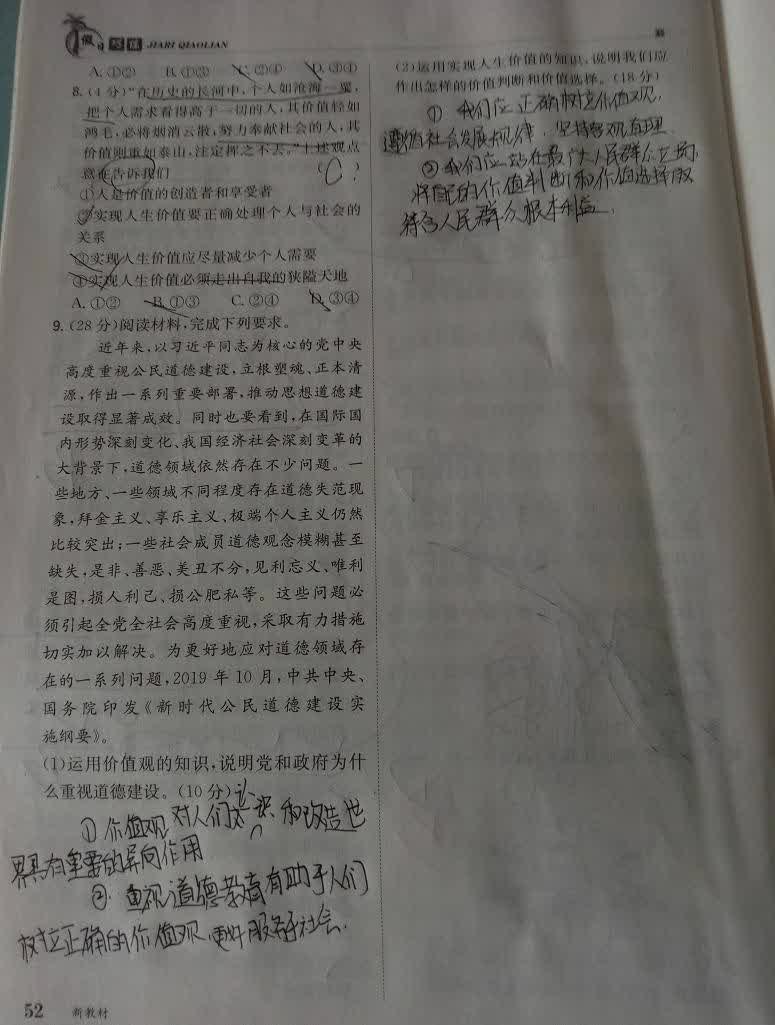 假日巧练 JIARI QIAOLIAN
A.①② B.①③ C.②④ D.③④
8.(4分)“在历史的长河中,个人如沧海一粟,
把个人需求看得高于一切的人,其价值轻如
鸿毛,必将烟消云散,努力奉献社会的人,其
价值则重如泰山,注定挥之不去。”上述观点
意在告诉我们 (C)?
①人是价值的创造者和享受者
②实现人生价值要正确处理个人与社会的
关系
③实现人生价值应尽量减少个人需要
④实现人生价值必须走出自我的狭隘天地
A.①② B.①③ C.②④ D.③④
9.(28分)阅读材料,完成下列要求。
近年来,以习近平同志为核心的党中央
高度重视公民道德建设,立根塑魂、正本清
源,作出一系列重要部署,推动思想道德建
设取得显著成效。同时也要看到,在国际国
内形势深刻变化、我国经济社会深刻变革的
大背景下,道德领域依然存在不少问题。一
些地方、一些领域不同程度存在道德失范现
象,拜金主义、享乐主义、极端个人主义仍然
比较突出;一些社会成员道德观念模糊甚至
缺失,是非、善恶、美丑不分,见利忘义、唯利
是图,损人利己、损公肥私等。这些问题必
须引起全党全社会高度重视,采取有力措施
切实加以解决。为更好地应对道德领域存
在的一系列问题,2019年10月,中共中央、
国务院印发《新时代公民道德建设实
施纲要》。
(1)运用价值观的知识,说明党和政府为什
么重视道德建设。(10分)
①价值观对人们认识和改造世
界具有重要的导向作用
②重视道德教育有助于人们
树立正确的价值观,更好服务于社会.
52 新教材
(2)运用实现人生价值的知识,说明我们应
作出怎样的价值判断和价值选择。(18分)
①我们应正确树立价值观,
遵循社会发展规律,坚持客观真理
②我们应站在最广大人民群众立场,
将自己的价值判断和价值选择
符合人民群众根本利益.